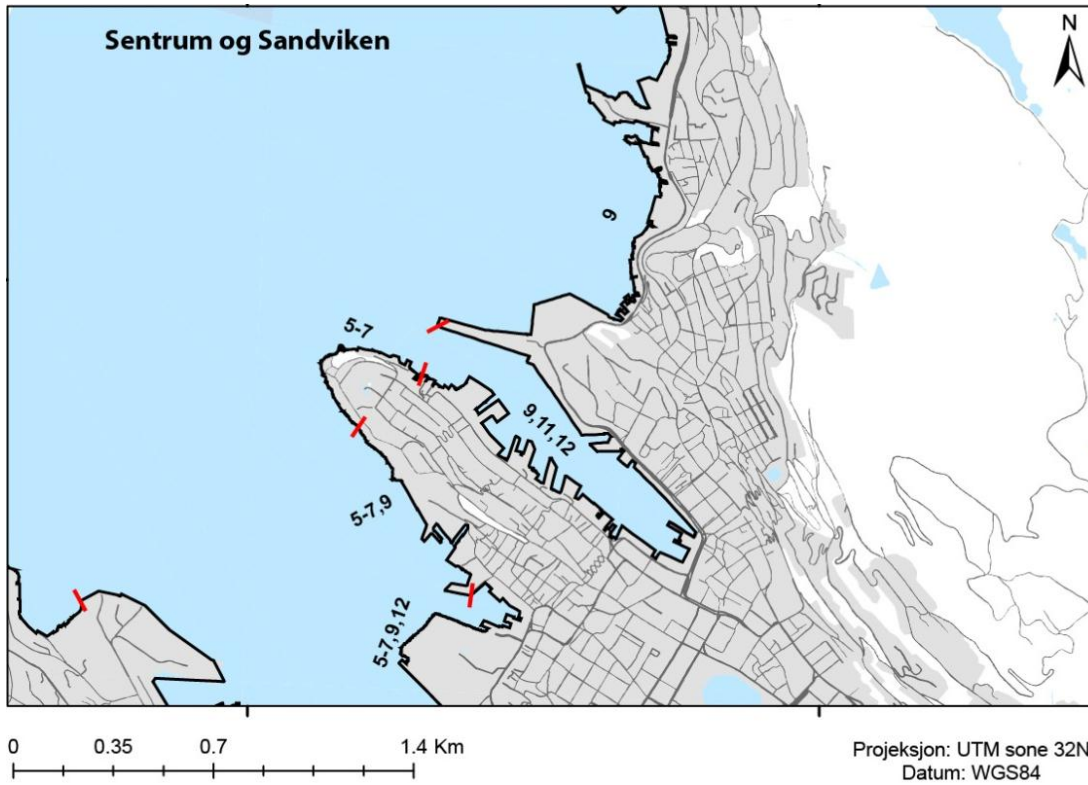 Sentrum og Sandviken
N
9
5-7
9,11,12
5-7,9
5-7,9,12
0 0.35 0.7 1.4 Km
Projeksjon: UTM sone 32N
Datum: WGS84